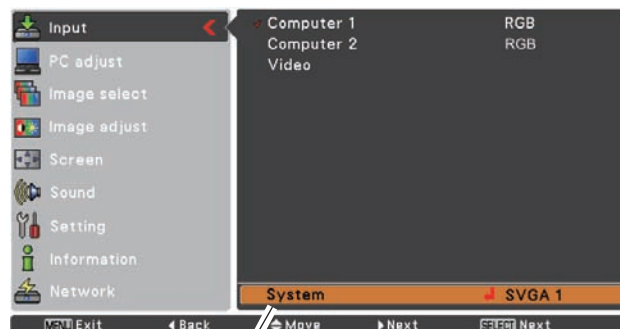 Input
PC adjust
Image select
Image adjust
Screen
Sound
Setting
Information
Network
Computer 1 RGB
Computer 2 RGB
Video
System SVGA 1
MENU Exit Back Move Next SELECT Next